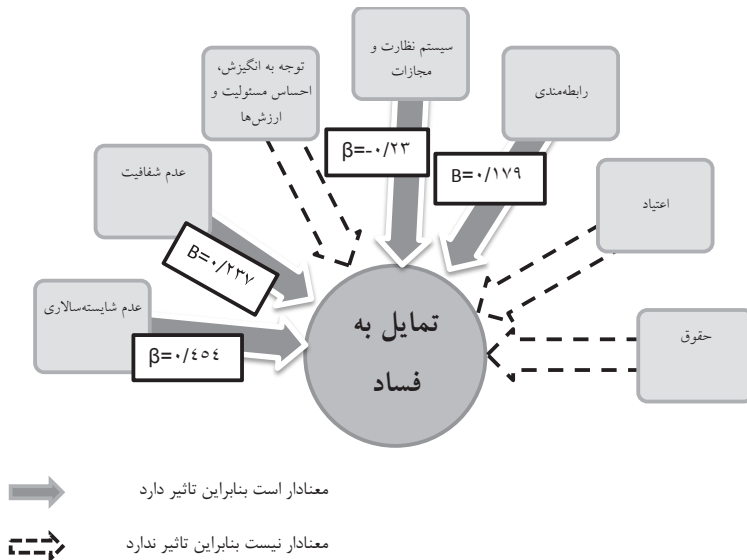 سیستم نظارت و
مجازات
توجه به انگیزش،
احساس مسئولیت و
ارزش‌ها
رابطه‌مندی
β=-۰/۲۳
B=۰/۱۷۹
عدم شفافیت
اعتیاد
B=۰/۲۳۷
عدم شایسته‌سالاری
β=۰/٤٥٤
تمایل به
فساد
حقوق
معنادار است بنابراین تاثیر دارد
معنادار نیست بنابراین تاثیر ندارد